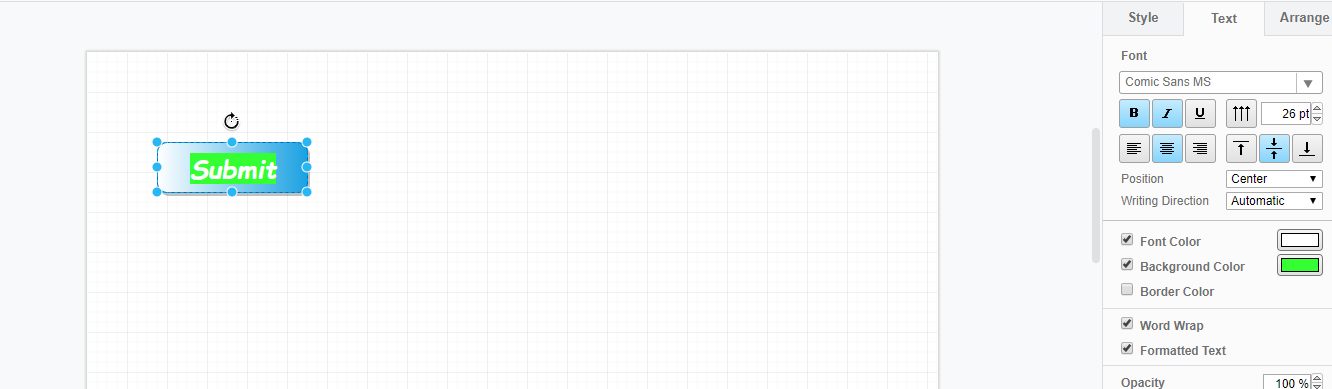 Style Text Arrange
Font
Comic Sans MS
B I U 26 pt
Submit
Position Center
Writing Direction Automatic
Font Color
Background Color
Border Color
Word Wrap
Formatted Text
Opacity 100 %